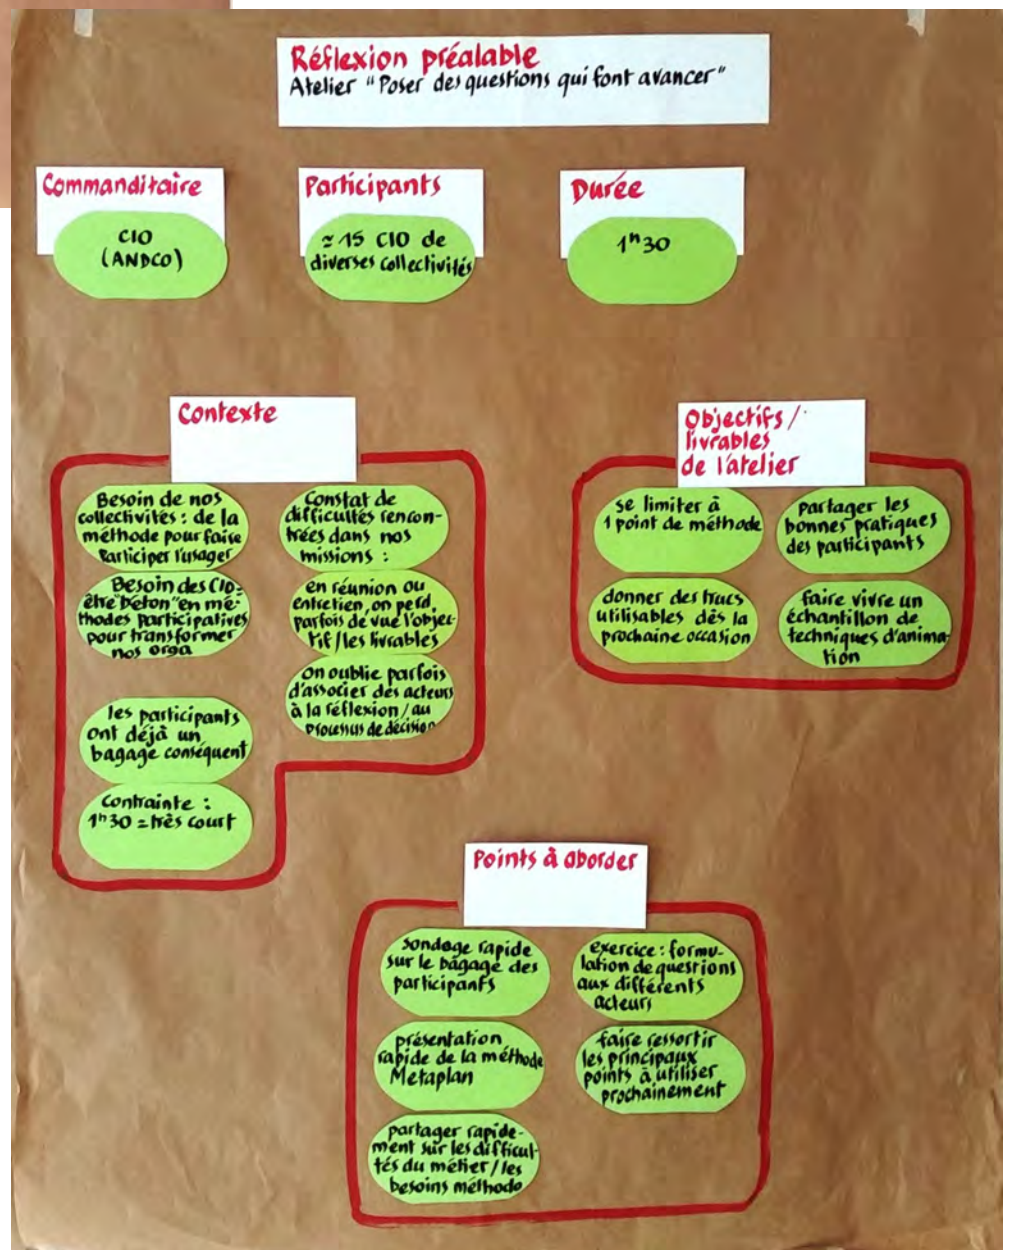 Réflexion préalable
Atelier "Poser des questions qui font avancer"
Commanditaire
CIO
(ANDCO)
Participants
≃ 15 CIO de
diverses collectivités
Durée
1h30
Contexte
Besoin de nos
collectivités : de la
méthode pour faire
participer l'usager
Besoin des CIO :
être "béton" en mé-
thodes participatives
pour transformer
nos orga
les participants
ont déjà un
bagage conséquent
Contrainte :
1h30 = très court
Constat de
difficultés rencon-
trées dans nos
missions :
en réunion ou
entretien, on perd
parfois de vue l'objec-
tif / les livrables
on oublie parfois
d'associer des acteurs
à la réflexion / au
processus de décision
Objectifs /
livrables
de l'atelier
se limiter à
1 point de méthode
donner des trucs
utilisables dès la
prochaine occasion
partager les
bonnes pratiques
des participants
faire vivre un
échantillon de
techniques d'anima-
tion
Points à aborder
sondage rapide
sur le bagage des
participants
présentation
rapide de la méthode
Metaplan
partager rapide-
ment sur les difficul-
tés du métier / les
besoins méthodo
exercice : formu-
lation de questions
aux différents
acteurs
faire ressortir
les principaux
points à utiliser
prochainement